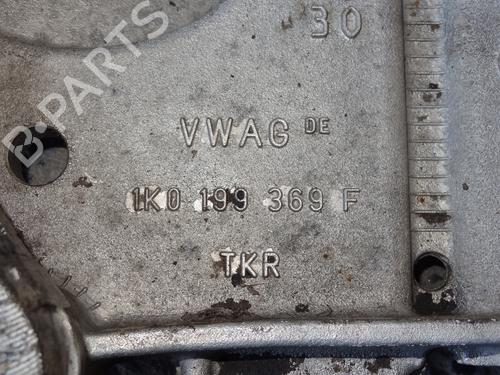 30
VWAG DE
1K0 199 369 F
TKR
B-PARTS